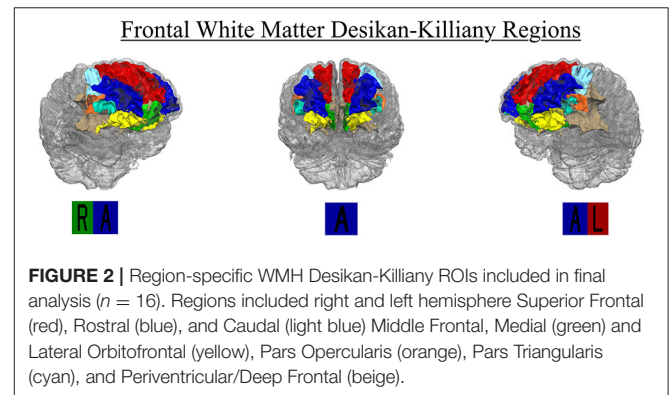 Frontal White Matter Desikan-Killiany Regions
R A
A
A L
FIGURE 2 | Region-specific WMH Desikan-Killiany ROIs included in final
analysis (n = 16). Regions included right and left hemisphere Superior Frontal
(red), Rostral (blue), and Caudal (light blue) Middle Frontal, Medial (green) and
Lateral Orbitofrontal (yellow), Pars Opercularis (orange), Pars Triangularis
(cyan), and Periventricular/Deep Frontal (beige).